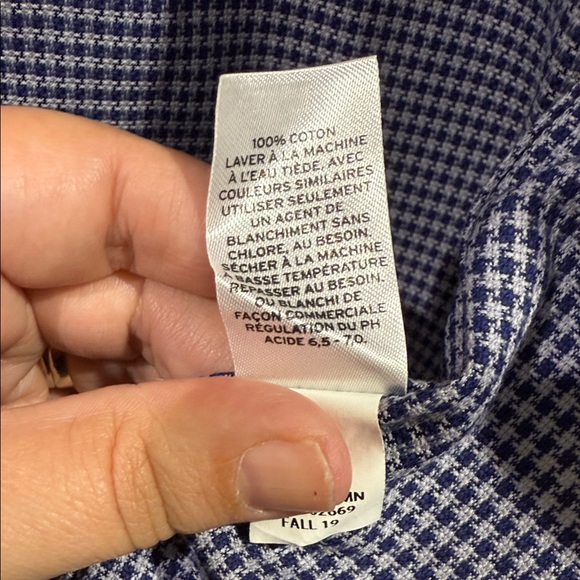 100% COTON
LAVER À LA MACHINE
À L'EAU TIÈDE, AVEC
COULEURS SIMILAIRES
UTILISER SEULEMENT
UN AGENT DE
BLANCHIMENT SANS
CHLORE, AU BESOIN.
SÉCHER À LA MACHINE
À BASSE TEMPÉRATURE
REPASSER AU BESOIN.
OU BLANCHI DE
FAÇON COMMERCIALE
RÉGULATION DU PH
ACIDE 6,5 - 7.0.
MN
2669
FALL 19